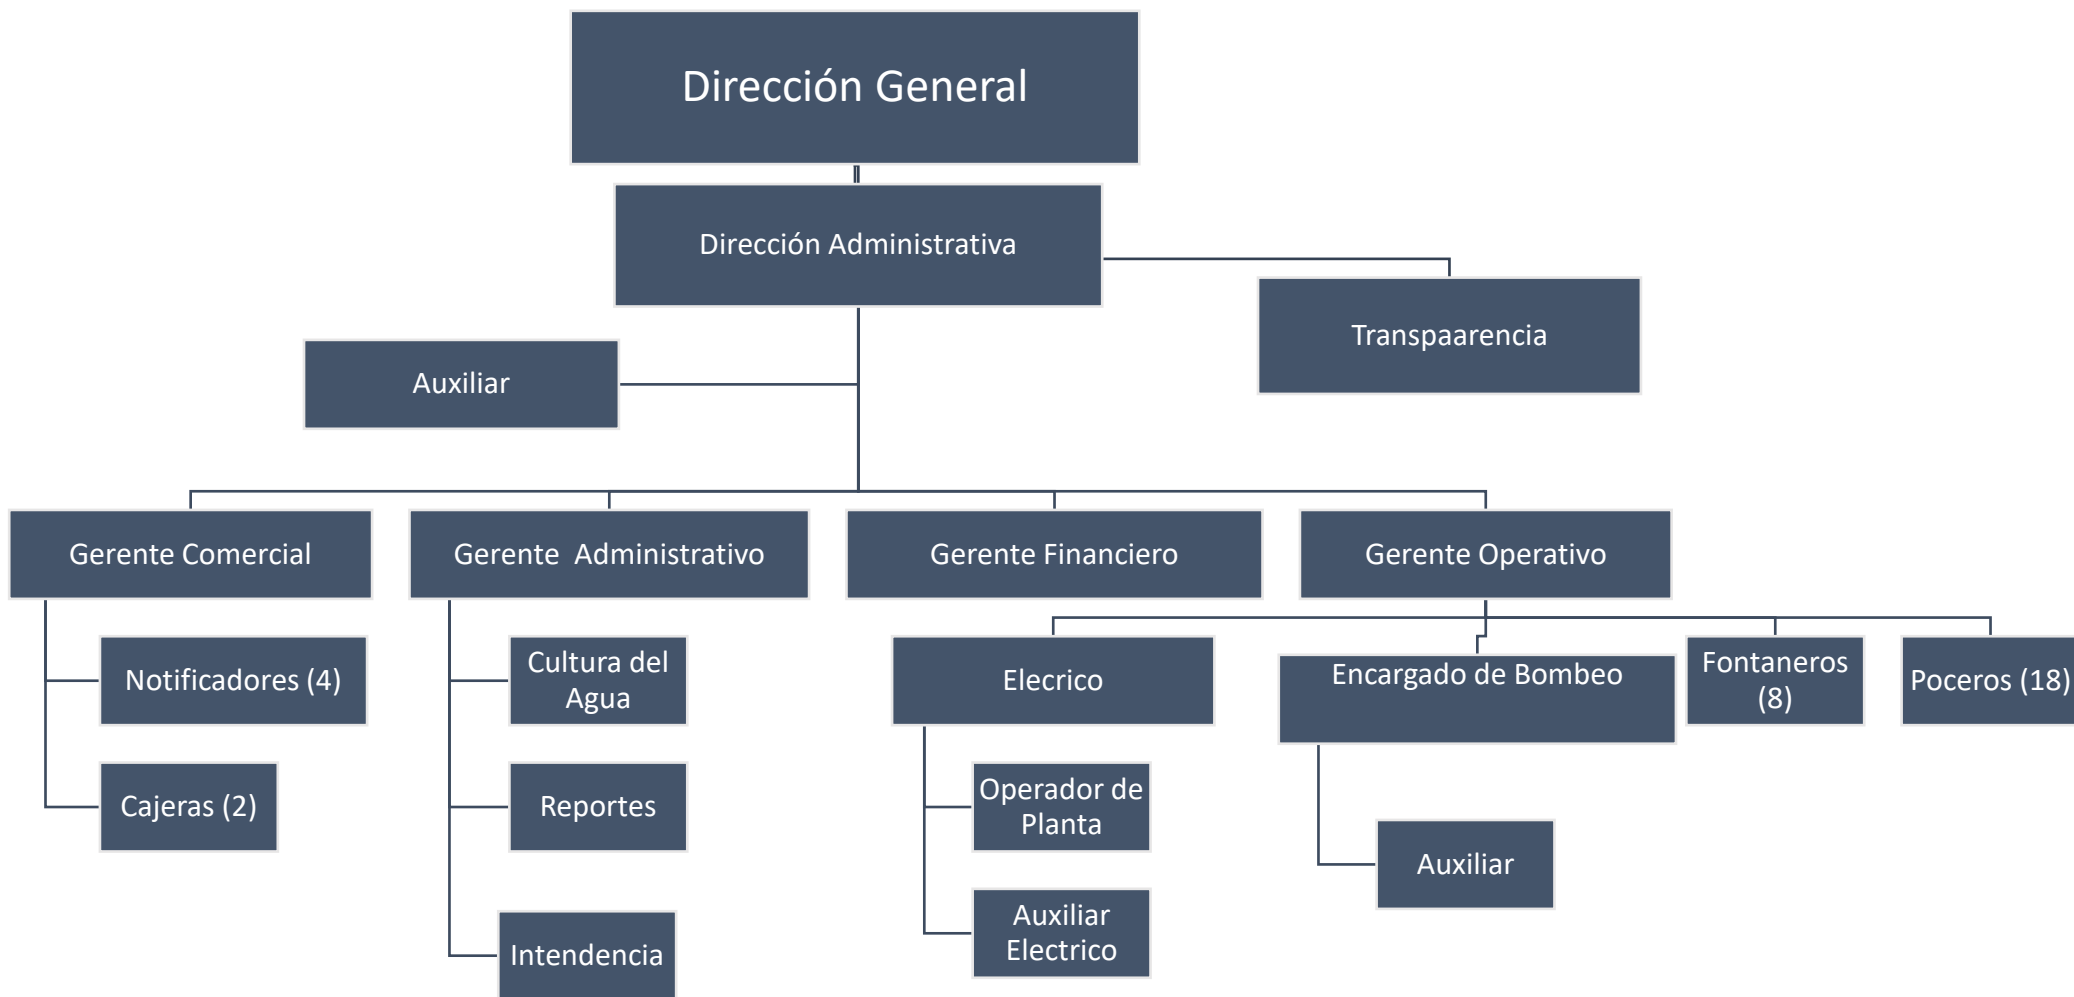 Dirección General
Dirección Administrativa
Transpaarencia
Auxiliar
Gerente Comercial
Gerente  Administrativo
Gerente Financiero
Gerente Operativo
Notificadores (4)
Cajeras (2)
Cultura del
Agua
Reportes
Intendencia
Elecrico
Operador de
Planta
Auxiliar
Electrico
Encargado de Bombeo
Auxiliar
Fontaneros
(8)
Poceros (18)